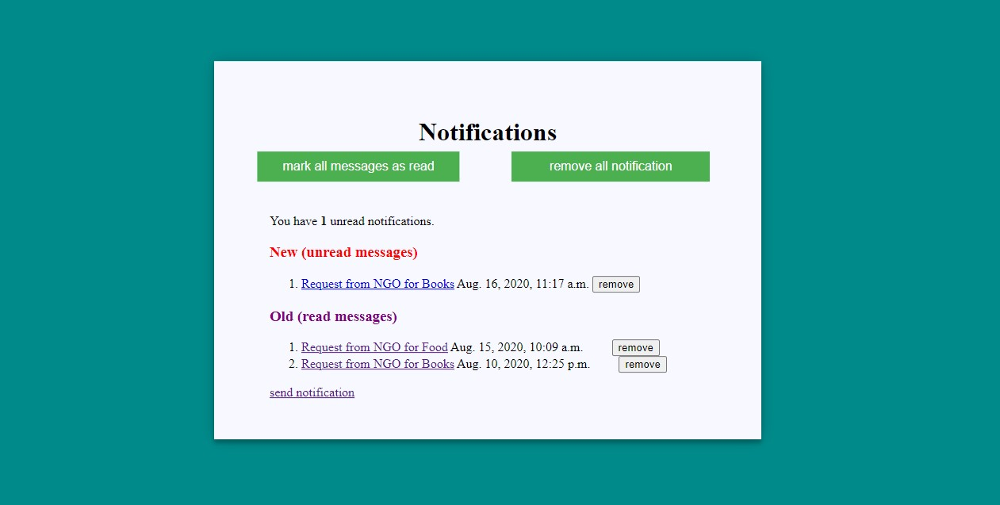 Notifications
mark all messages as read remove all notification
You have 1 unread notifications.
New (unread messages)
1. Request from NGO for Books Aug. 16, 2020, 11:17 a.m. remove
Old (read messages)
1. Request from NGO for Food Aug. 15, 2020, 10:09 a.m. remove
2. Request from NGO for Books Aug. 10, 2020, 12:25 p.m. remove
send notification